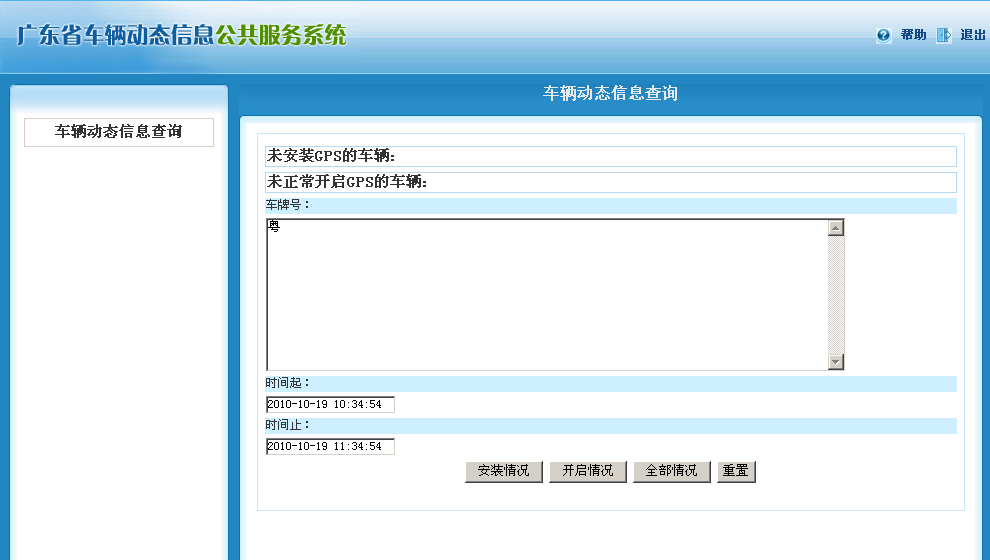 广东省车辆动态信息公共服务系统
帮助 退出
车辆动态信息查询
车辆动态信息查询
未安装GPS的车辆:
未正常开启GPS的车辆:
车牌号：
粤
时间起：
2010-10-19 10:34:54
时间止：
2010-10-19 11:34:54
安装情况 开启情况 全部情况 重置